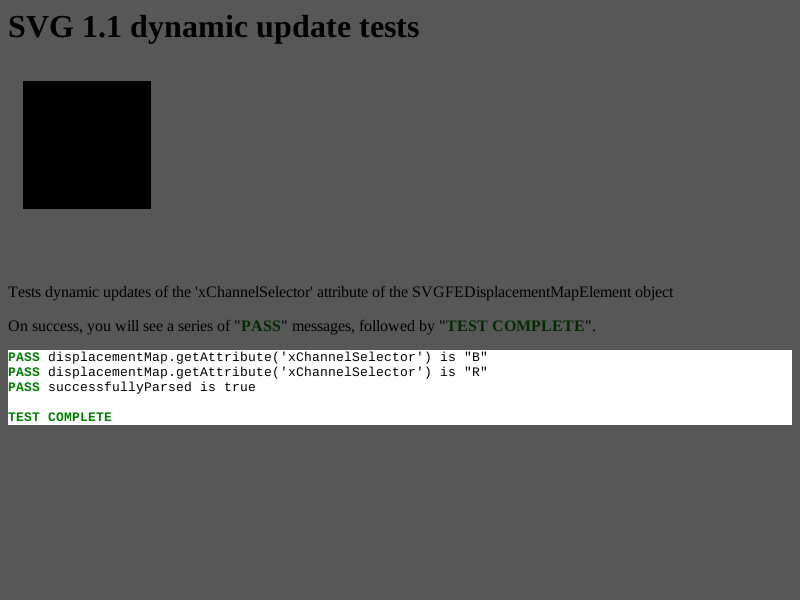 SVG 1.1 dynamic update tests
Tests dynamic updates of the 'xChannelSelector' attribute of the SVGFEDisplacementMapElement object
On success, you will see a series of "PASS" messages, followed by "TEST COMPLETE".
PASS displacementMap.getAttribute('xChannelSelector') is "B"
PASS displacementMap.getAttribute('xChannelSelector') is "R"
PASS successfullyParsed is true
TEST COMPLETE